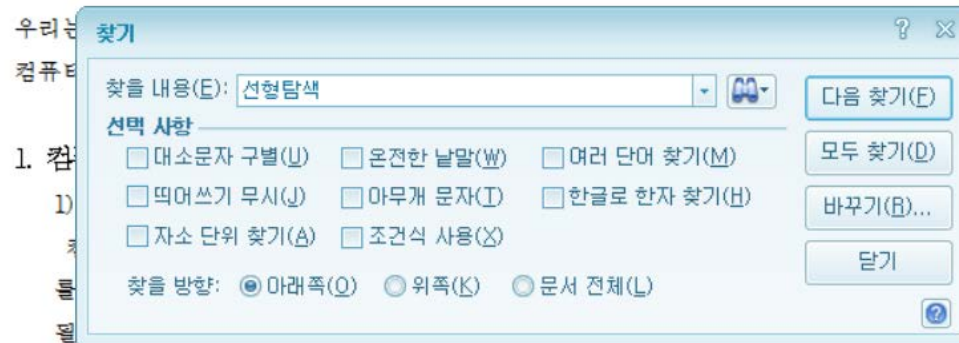 우리는
컴퓨터
1. 컴
1)
를
될
찾기
찾을 내용(E): 선형탐색
선택 사항
대소문자 구별(U) 온전한 낱말(W) 여러 단어 찾기(M)
띄어쓰기 무시(J) 아무개 문자(T) 한글로 한자 찾기(H)
자소 단위 찾기(A) 조건식 사용(X)
찾을 방향: 아래쪽(O) 위쪽(K) 문서 전체(L)
다음 찾기(F)
모두 찾기(D)
바꾸기(R)...
닫기